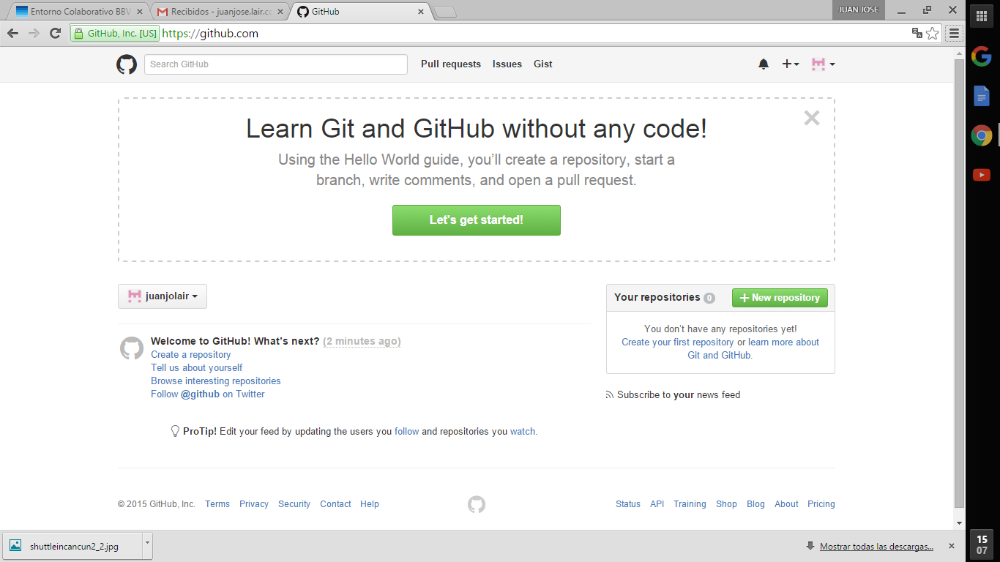 Entorno Colaborativo BBV
Recibidos - juanjose.lair.co
GitHub
JUAN JOSE
GitHub, Inc. [US]
https://github.com
Search GitHub
Pull requests
Issues
Gist
Learn Git and GitHub without any code!
Using the Hello World guide, you’ll create a repository, start a
branch, write comments, and open a pull request.
Let's get started!
juanjolair
Your repositories 0
New repository
You don’t have any repositories yet!
Create your first repository or learn more about
Git and GitHub.
Welcome to GitHub! What’s next? (2 minutes ago)
Create a repository
Tell us about yourself
Browse interesting repositories
Follow @github on Twitter
Subscribe to your news feed
ProTip! Edit your feed by updating the users you follow and repositories you watch.
© 2015 GitHub, Inc. Terms Privacy Security Contact Help
Status API Training Shop Blog About Pricing
shuttleincancun2_2.jpg
Mostrar todas las descargas...
15
07